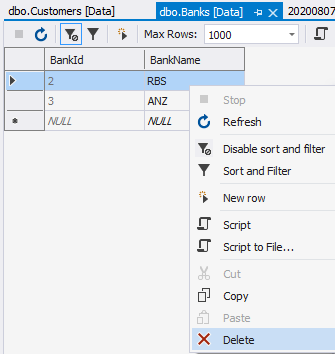 dbo.Customers [Data] dbo.Banks [Data] 20200807
Max Rows: 1000
BankId BankName
2 RBS
3 ANZ
NULL NULL
Stop
Refresh
Disable sort and filter
Sort and Filter
New row
Script
Script to File...
Cut
Copy
Paste
Delete